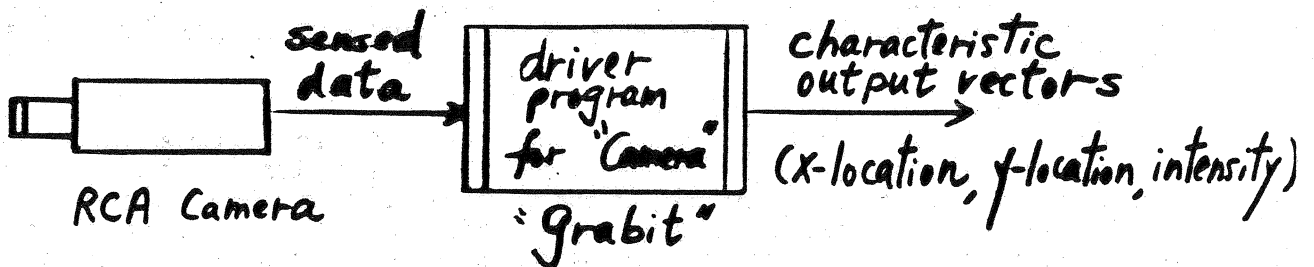 sensed
data
driver
program
for "Camera"
characteristic
output vectors
(x-location, y-location, intensity)
RCA Camera
"grabit"